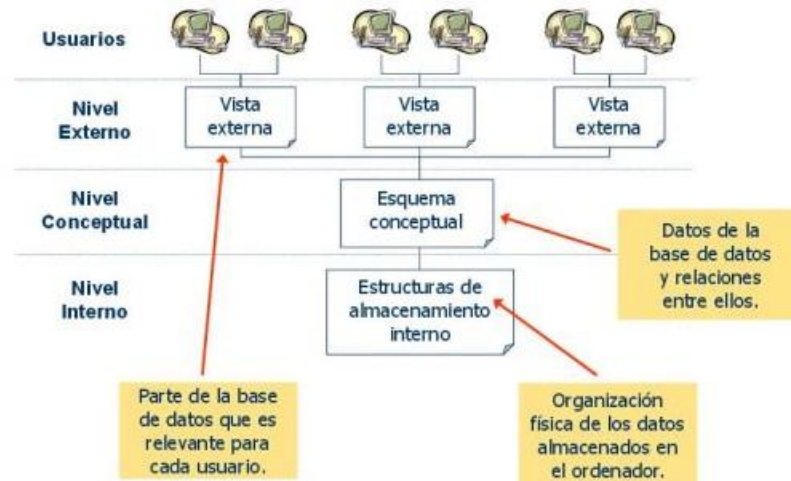 Usuarios
Nivel
Externo
Vista
externa
Vista
externa
Vista
externa
Nivel
Conceptual
Esquema
conceptual
Datos de la
base de datos
y relaciones
entre ellos.
Nivel
Interno
Estructuras de
almacenamiento
interno
Parte de la base
de datos que es
relevante para
cada usuario.
Organización
física de los datos
almacenados en
el ordenador.